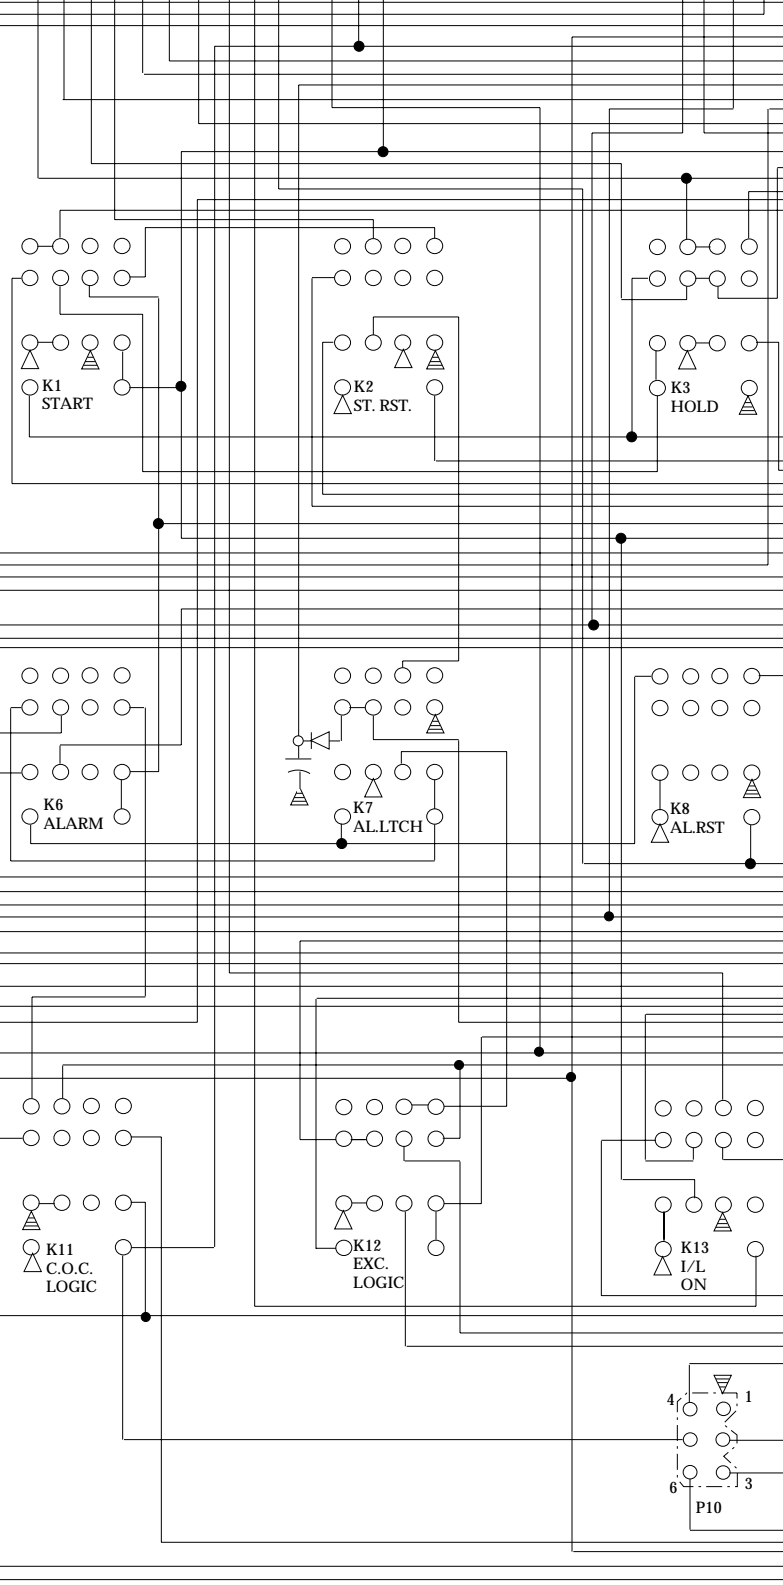 K1
START
K2
ST. RST.
K3
HOLD
K6
ALARM
K7
AL.LTCH
K8
AL.RST
K11
C.O.C.
LOGIC
K12
EXC.
LOGIC
K13
I/L
ON
4
1
6
3
P10